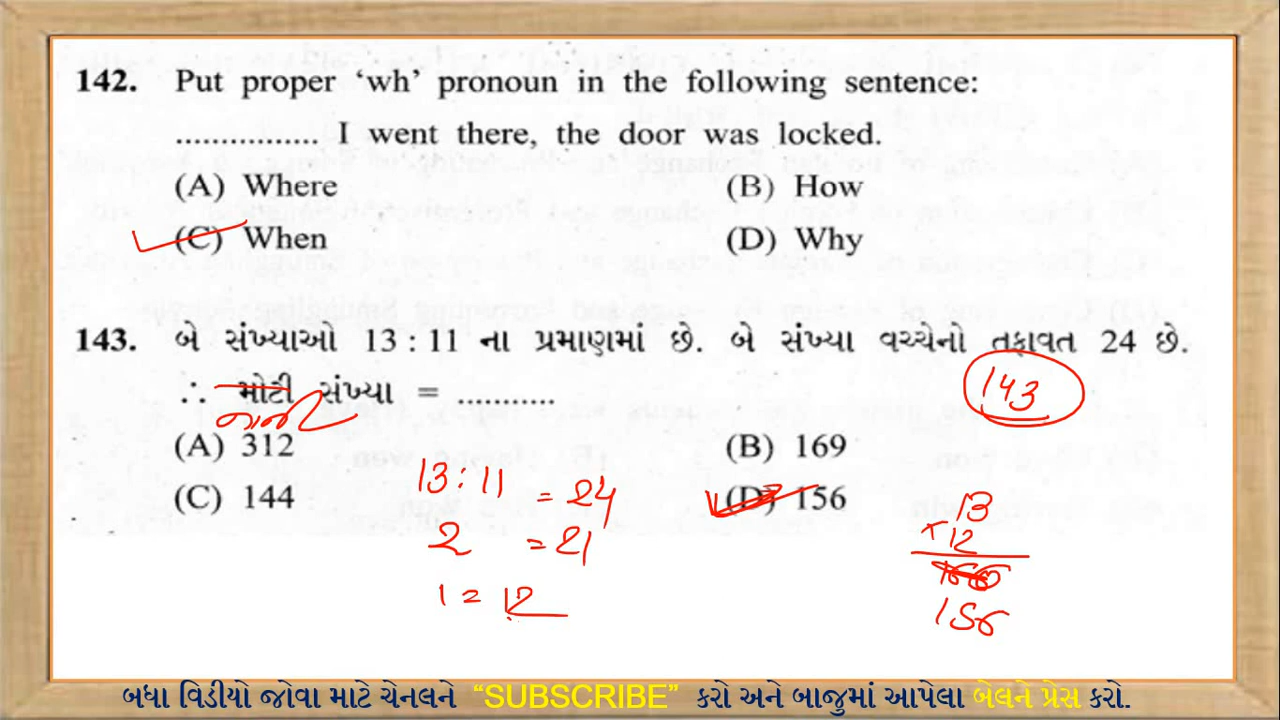 142. Put proper ‘wh’ pronoun in the following sentence:
................. I went there, the door was locked.
(A) Where (B) How
(C) When (D) Why
143. બે સંખ્યાઓ 13 : 11 ના પ્રમાણમાં છે. બે સંખ્યા વચ્ચેનો તફાવત 24 છે.
∴ મોટી સંખ્યા = ...........
143
(A) 312 (B) 169
(C) 144 (D) 156
13 : 11 = 24
2 = 21
1 = 12
13
×12
156
બધા વિડીયો જોવા માટે ચેનલને “SUBSCRIBE” કરો અને બાજુમાં આપેલા બેલને પ્રેસ કરો.